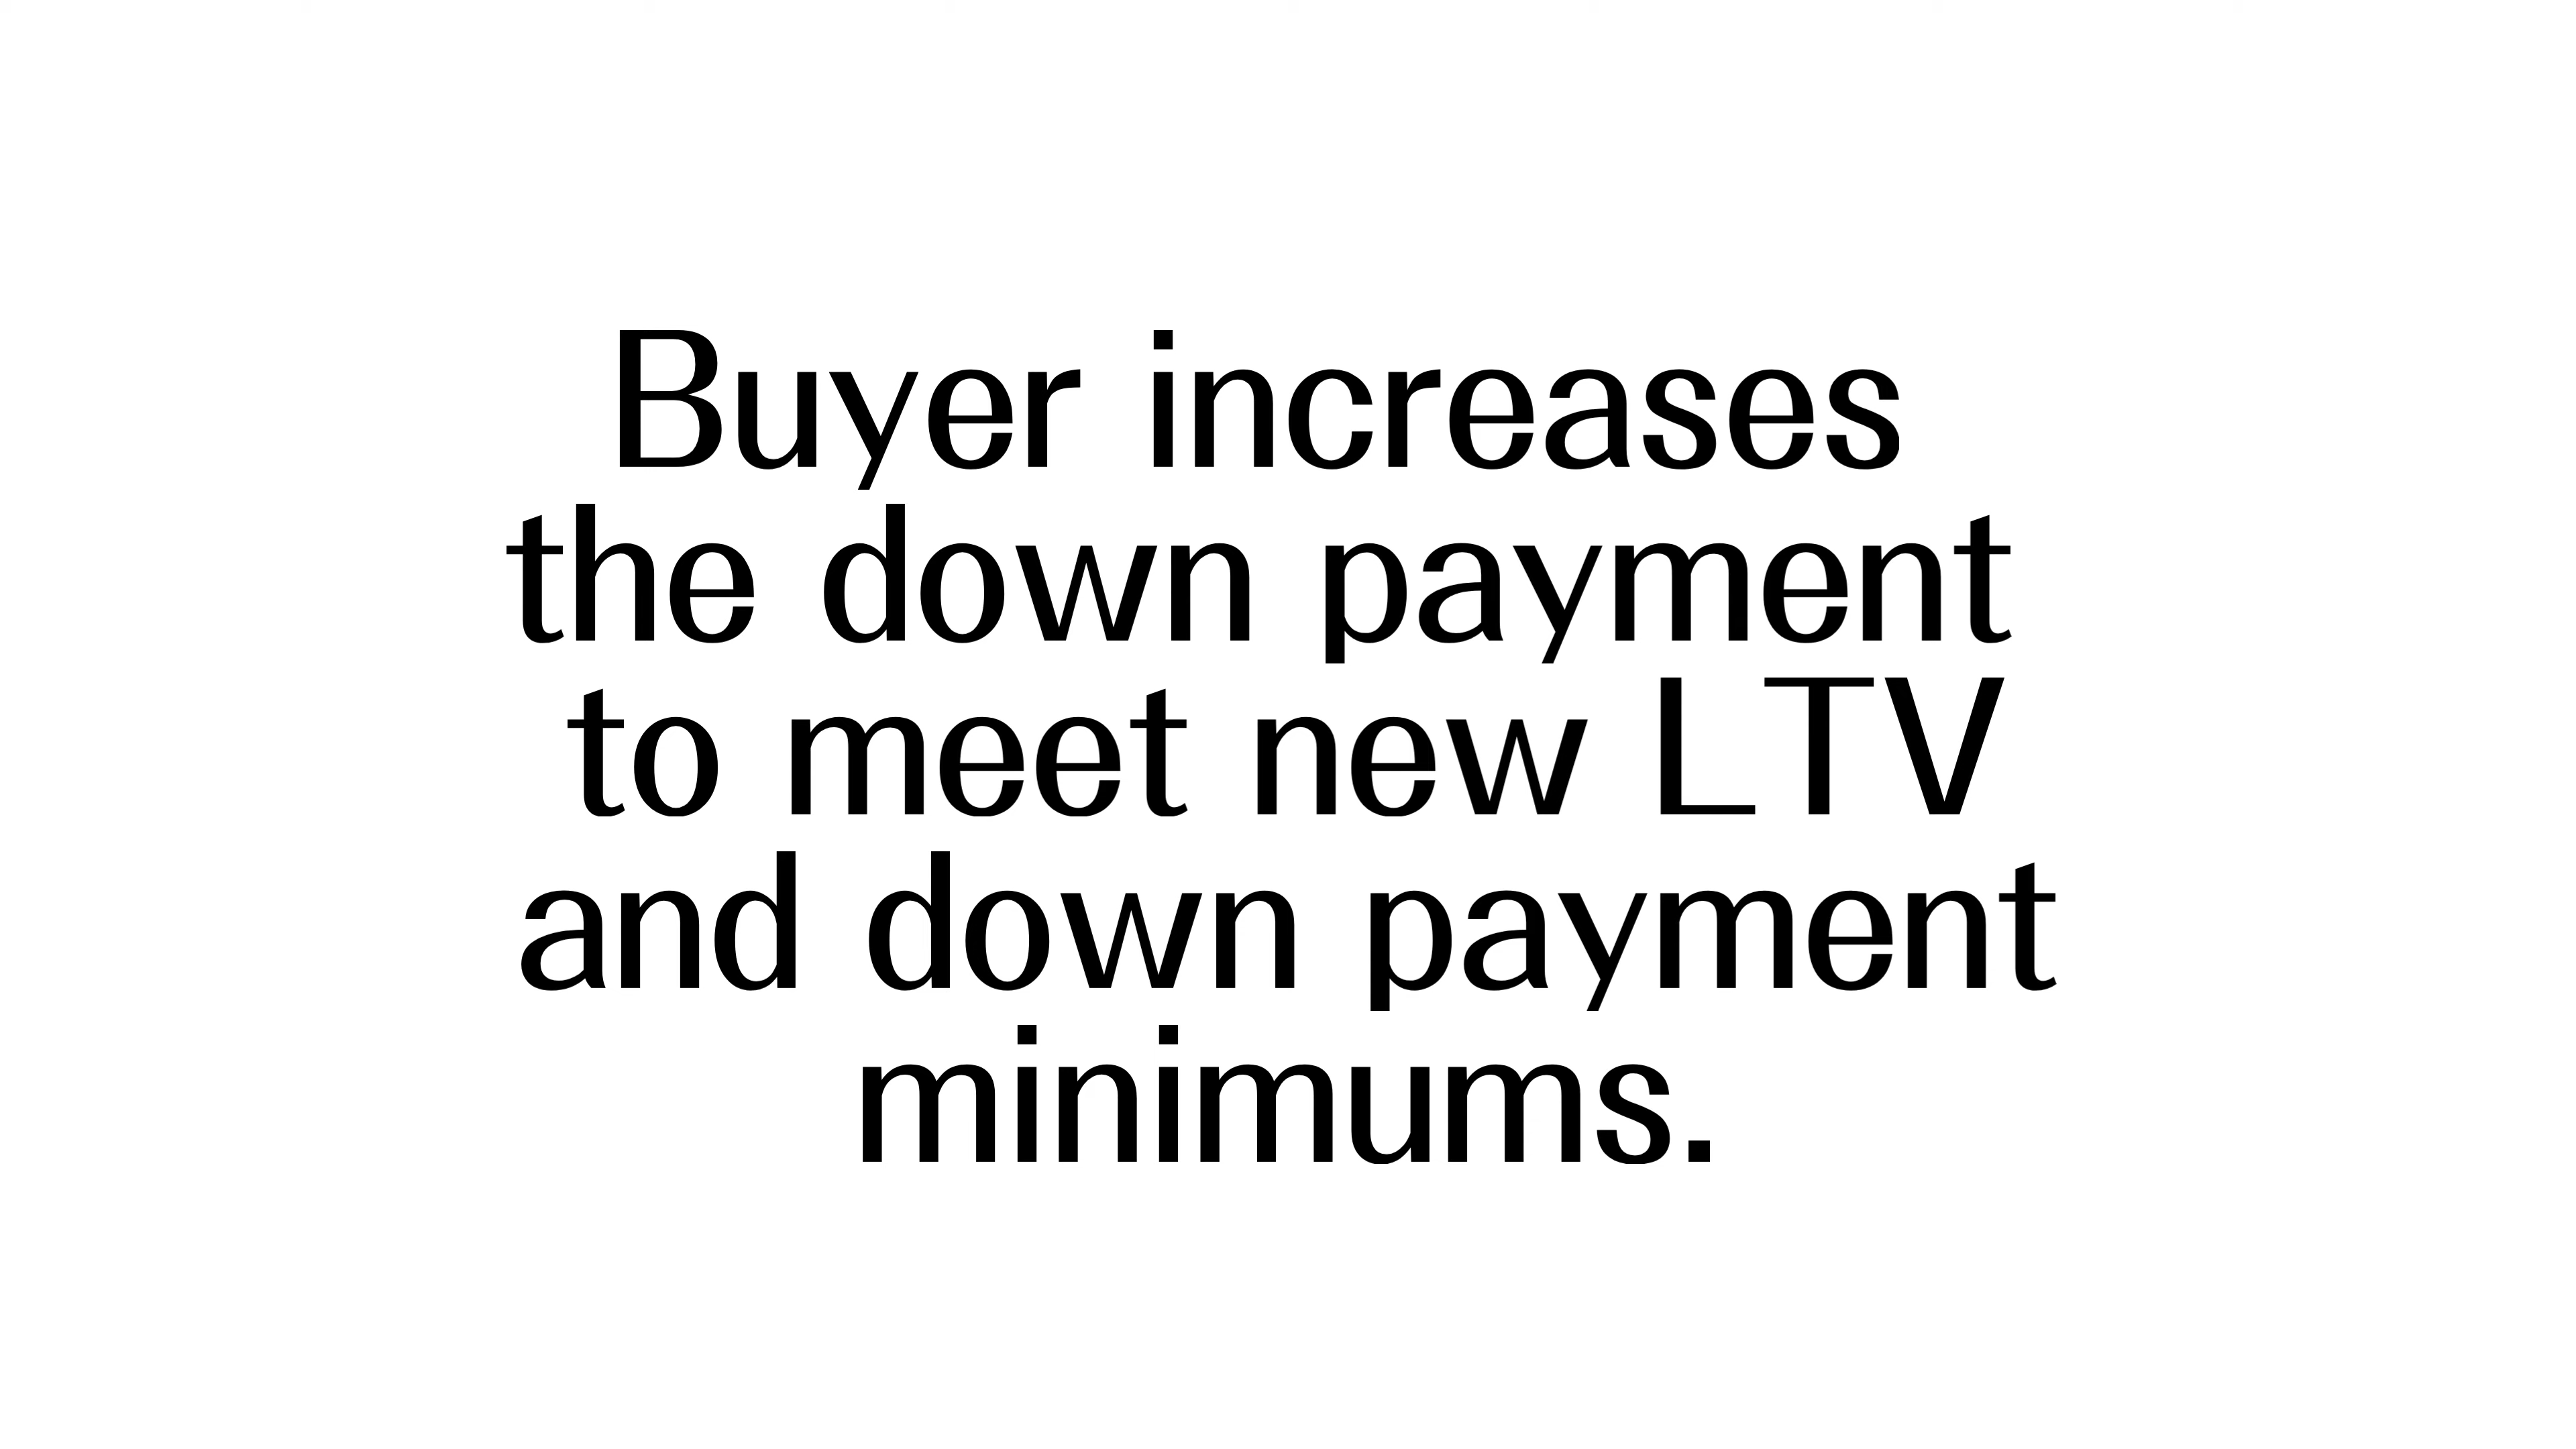 Buyer increases
the down payment
to meet new LTV
and down payment
minimums.